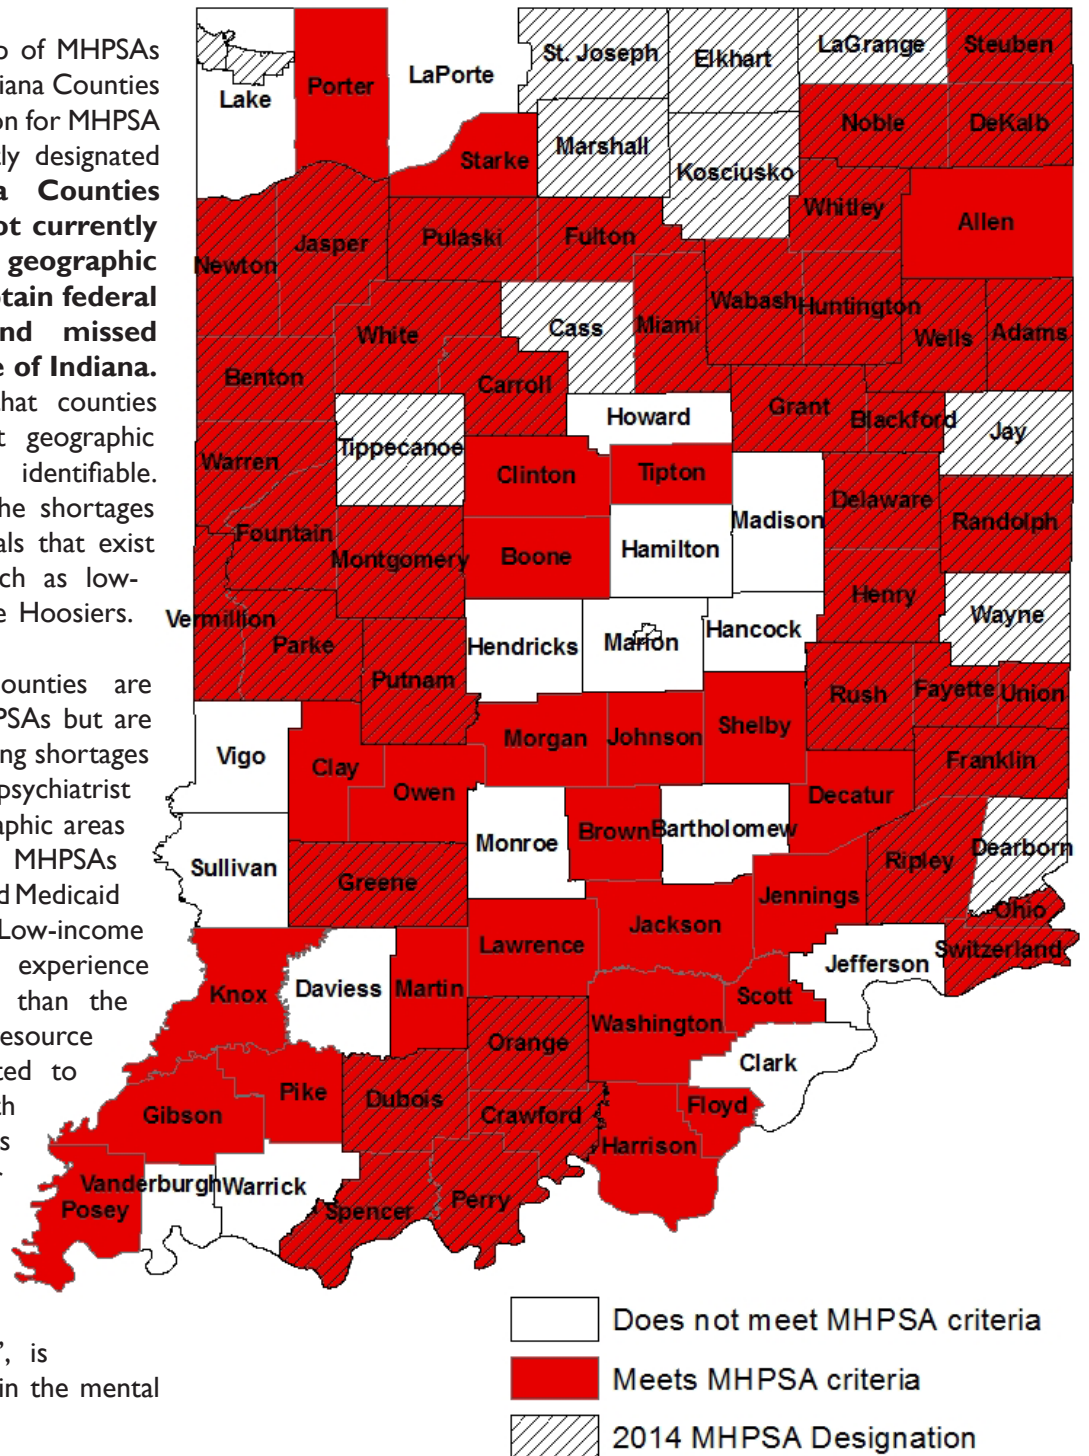 p of MHPSAs
iana Counties
on for MHPSA
tly designated
a Counties
ot currently
geographic
otain federal
nd missed
e of Indiana.
that counties
t geographic
identifiable.
he shortages
als that exist
ch as low-
e Hoosiers.
ounties are
PSAs but are
ng shortages
psychiatrist
aphic areas
MHPSAs
d Medicaid
Low-income
experience
than the
resource
ted to
th
s
r
’, is
in the mental
St. Joseph
Elkhart
LaGrange
Steuben
Porter
LaPorte
Lake
Noble
DeKalb
Starke
Marshall
Kosciusko
Whitley
Allen
Newton
Jasper
Pulaski
Fulton
White
Cass
Miami
Wabash
Huntington
Wells
Adams
Benton
Carroll
Howard
Grant
Blackford
Jay
Tippecanoe
Warren
Clinton
Tipton
Madison
Delaware
Randolph
Fountain
Montgomery
Boone
Hamilton
Henry
Wayne
Vermillion
Parke
Hendricks
Marion
Hancock
Putnam
Rush
Fayette
Union
Vigo
Clay
Morgan
Johnson
Shelby
Franklin
Owen
Decatur
Monroe
Brown
Bartholomew
Dearborn
Sullivan
Greene
Ripley
Jennings
Ohio
Lawrence
Jackson
Switzerland
Knox
Daviess
Martin
Jefferson
Scott
Washington
Orange
Clark
Pike
Dubois
Floyd
Gibson
Crawford
Harrison
Vanderburgh
Warrick
Posey
Spencer
Perry
Does not meet MHPSA criteria
Meets MHPSA criteria
2014 MHPSA Designation